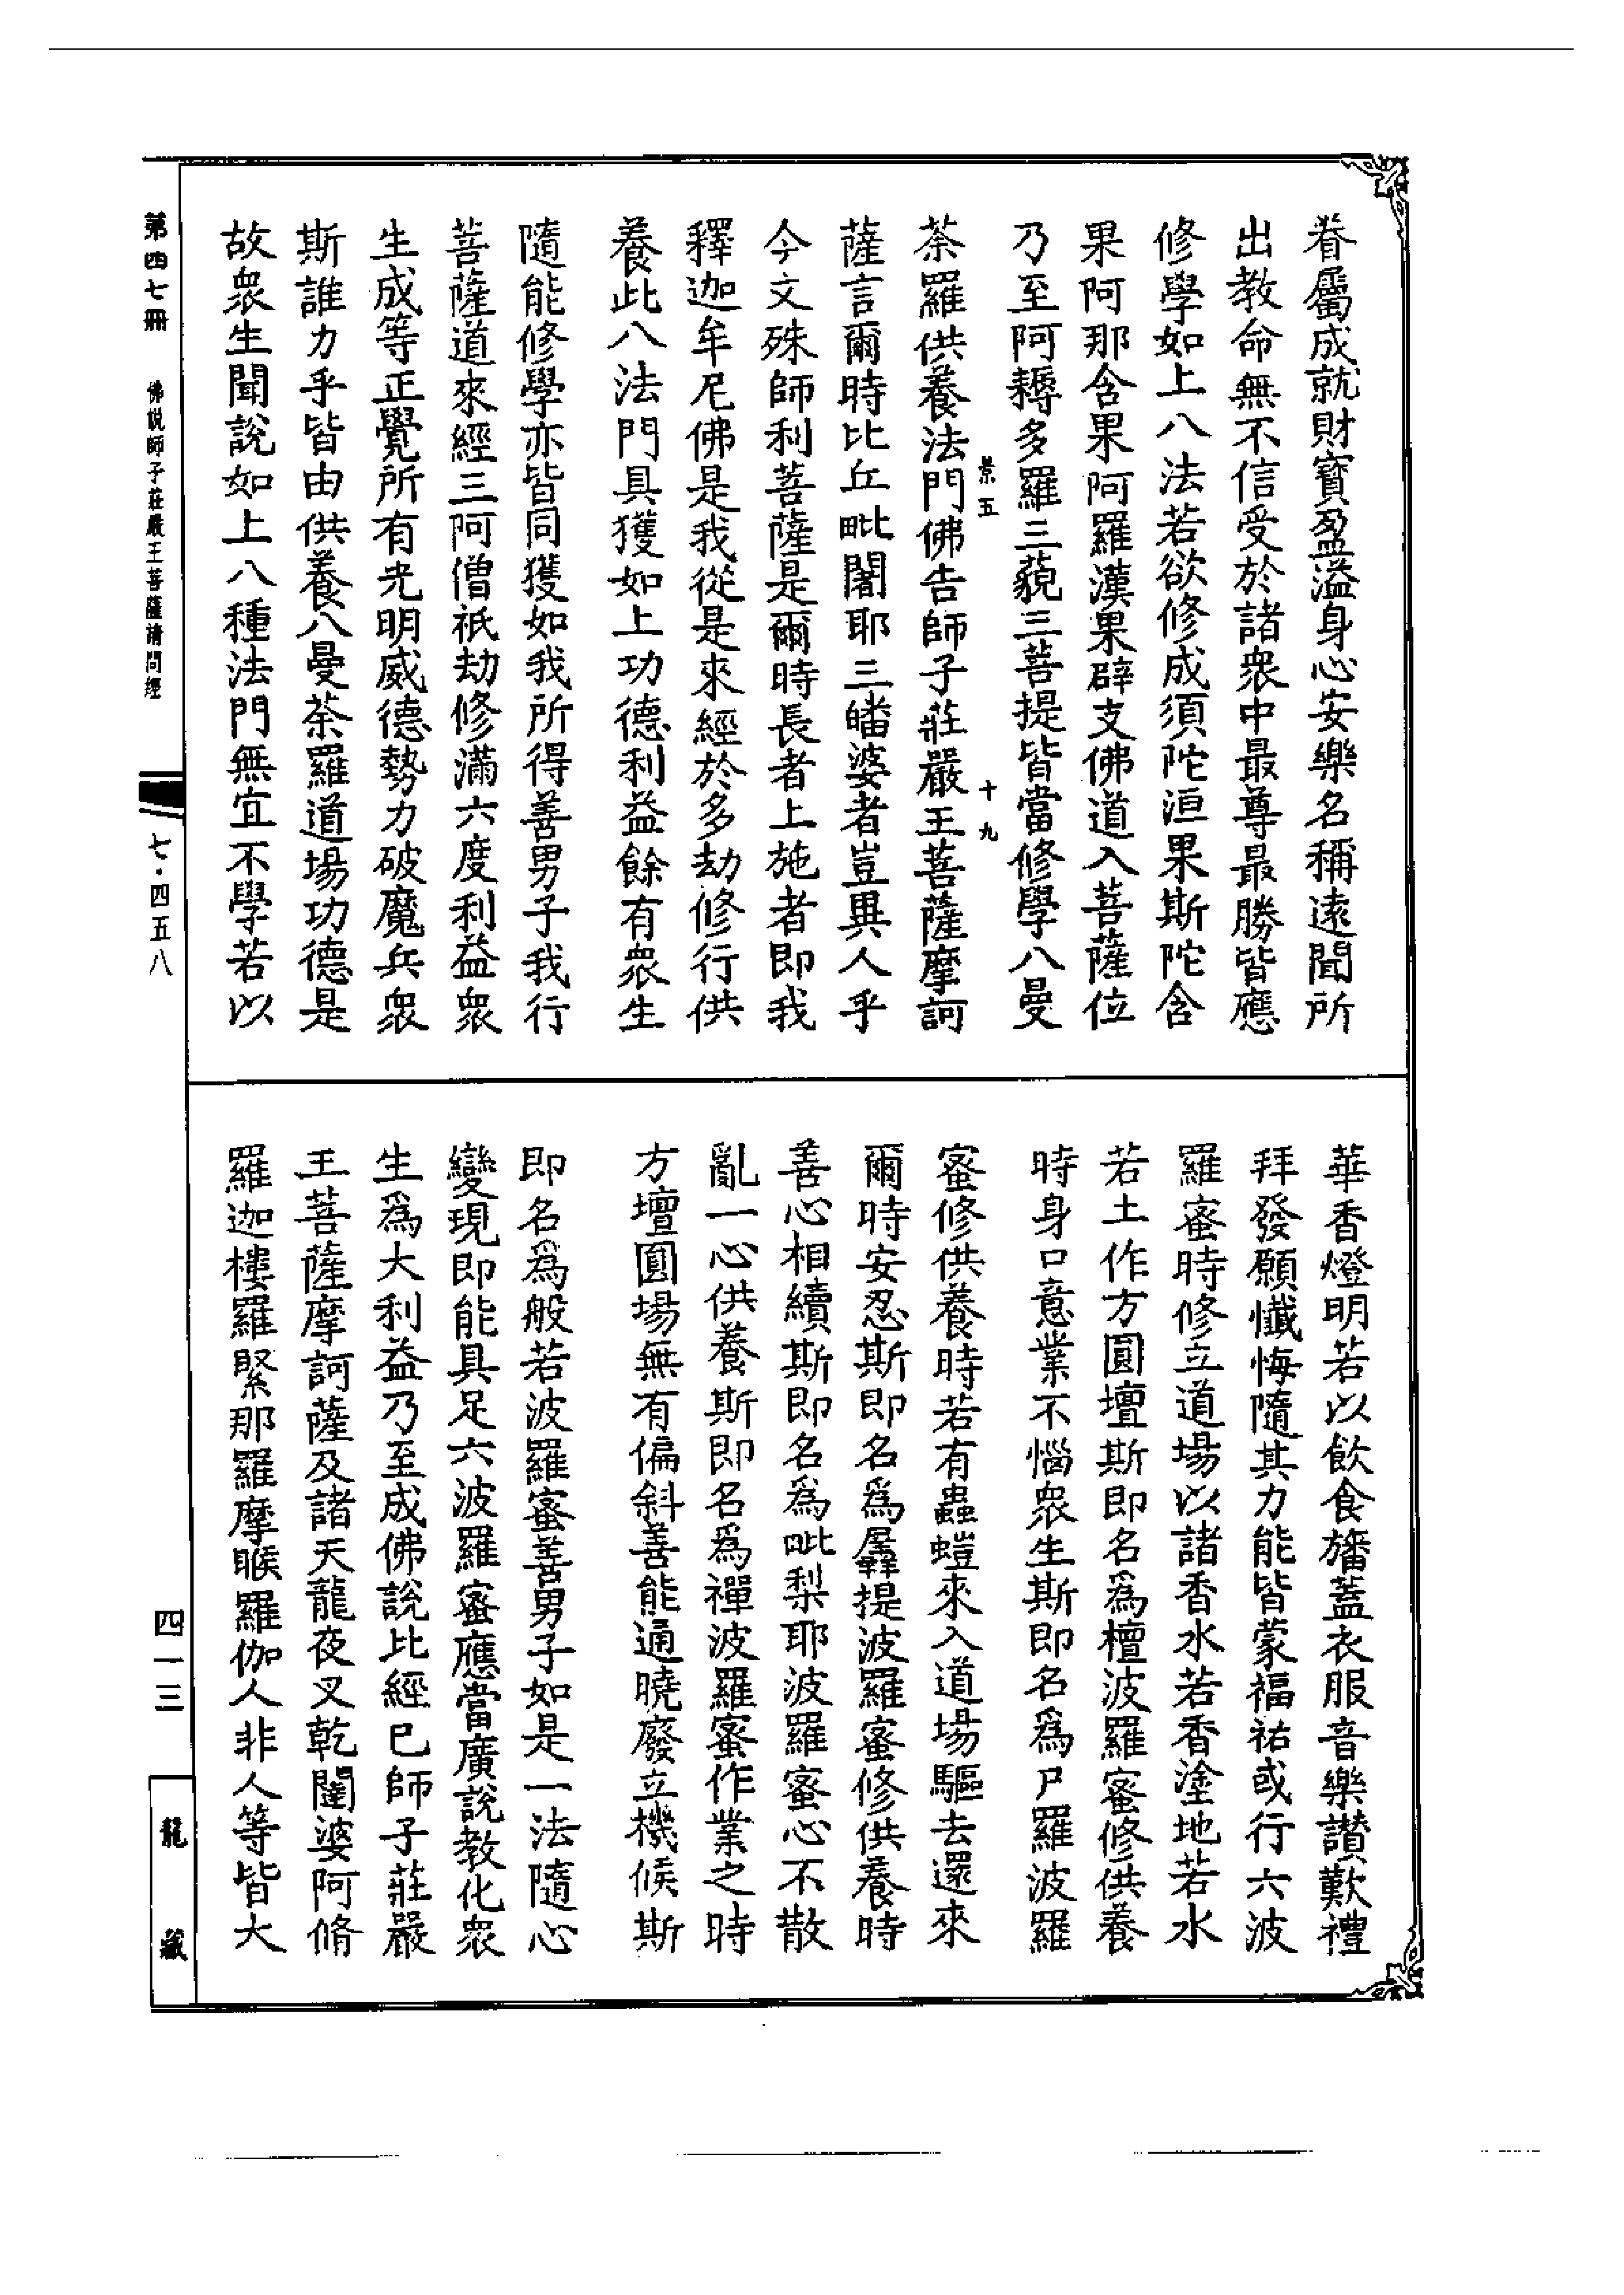 眷屬成就財寶盈溢身心安樂名稱遠聞所
出教命無不信受於諸衆中最尊最勝皆應
修學如上八法若欲修成須陀洹果斯陀含
果阿那含果阿羅漢果辟支佛道入菩薩位
乃至阿耨多羅三藐三菩提皆當修學八曼
景五　十九
荼羅供養法門佛告師子莊嚴王菩薩摩訶
薩言爾時比丘毗闍耶三皤婆者豈異人乎
今文殊師利菩薩是爾時長者上施者即我
釋迦牟尼佛是我從是來經於多劫修行供
養此八法門具獲如上功德利益餘有衆生
隨能修學亦皆同獲如我所得善男子我行
菩薩道來經三阿僧祇劫修滿六度利益衆
生成等正覺所有光明威德勢力破魔兵衆
斯誰力乎皆由供養八曼荼羅道場功德是
故衆生聞說如上八種法門無宜不學若以
華香燈明若以飲食旛蓋衣服音樂讃歎禮
拜發願懺悔隨其力能皆蒙福祐或行六波
羅蜜時修立道場以諸香水若香塗地若水
若土作方圓壇斯即名爲檀波羅蜜修供養
時身口意業不惱衆生斯即名爲尸羅波羅
蜜修供養時若有蟲螘來入道場驅去還來
爾時安忍斯即名爲羼提波羅蜜修供養時
善心相續斯即名爲毗梨耶波羅蜜心不散
亂一心供養斯即名爲禪波羅蜜作業之時
方壇圓場無有偏斜善能通曉廢立機候斯
即名爲般若波羅蜜善男子如是一法隨心
變現即能具足六波羅蜜應當廣說教化衆
生爲大利益乃至成佛說比經巳師子莊嚴
王菩薩摩訶薩及諸天龍夜叉乾闥婆阿脩
羅迦樓羅緊那羅摩睺羅伽人非人等皆大
第四七冊　佛説師子莊嚴王菩薩請問經
七·四五八
四一三
龍藏